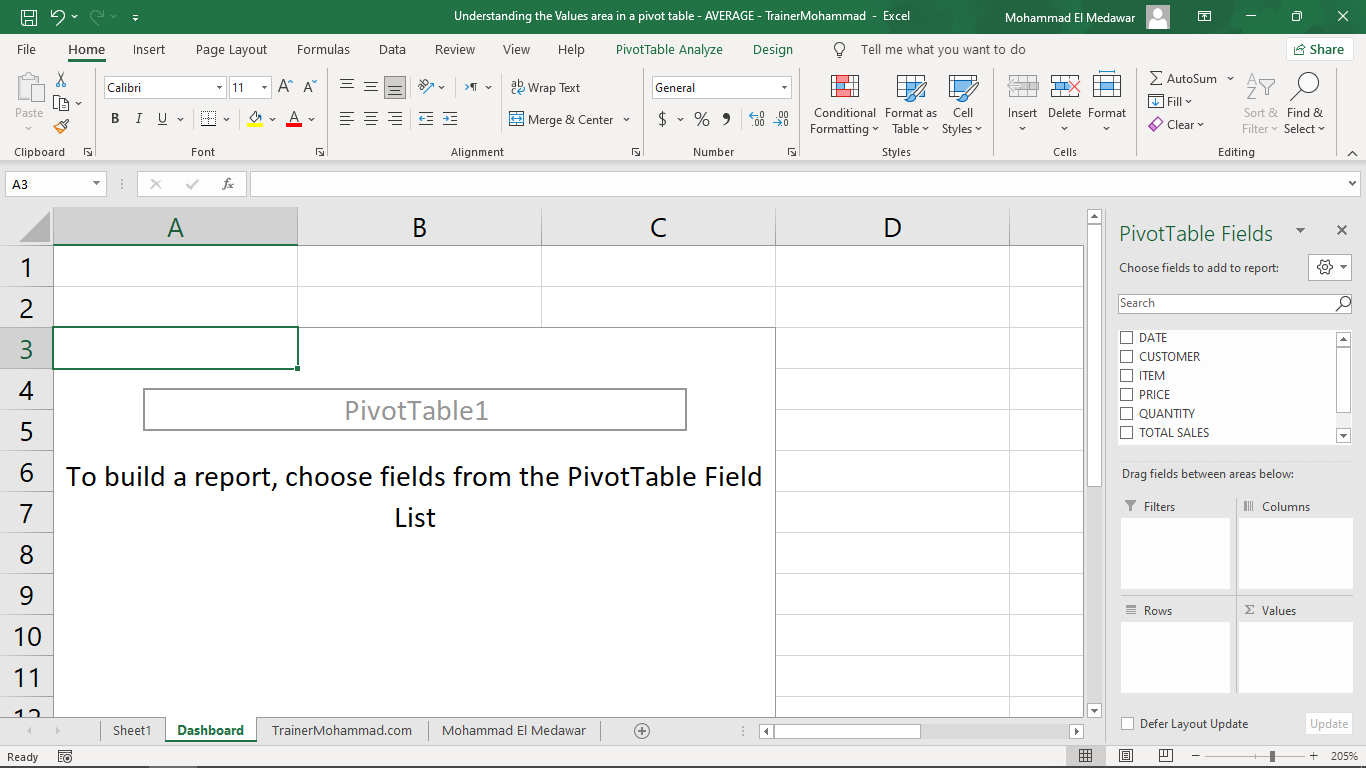 Understanding the Values area in a pivot table - AVERAGE - TrainerMohammad - Excel
Mohammad El Medawar
File Home Insert Page Layout Formulas Data Review View Help PivotTable Analyze Design Tell me what you want to do Share
Paste
Clipboard
Calibri 11
B I U A
Font
ab Wrap Text
Merge & Center
Alignment
General
$ % ,
Number
Conditional Formatting
Format as Table
Cell Styles
Styles
Insert Delete Format
Cells
AutoSum
Fill
Clear
Sort & Filter
Find & Select
Editing
A3 fx
A B C D
1
2
3
4
5
6
7
8
9
10
11
12
PivotTable1
To build a report, choose fields from the PivotTable Field
List
PivotTable Fields
Choose fields to add to report:
Search
DATE
CUSTOMER
ITEM
PRICE
QUANTITY
TOTAL SALES
Drag fields between areas below:
Filters Columns
Rows Σ Values
Defer Layout Update Update
Sheet1 Dashboard TrainerMohammad.com Mohammad El Medawar
Ready 205%